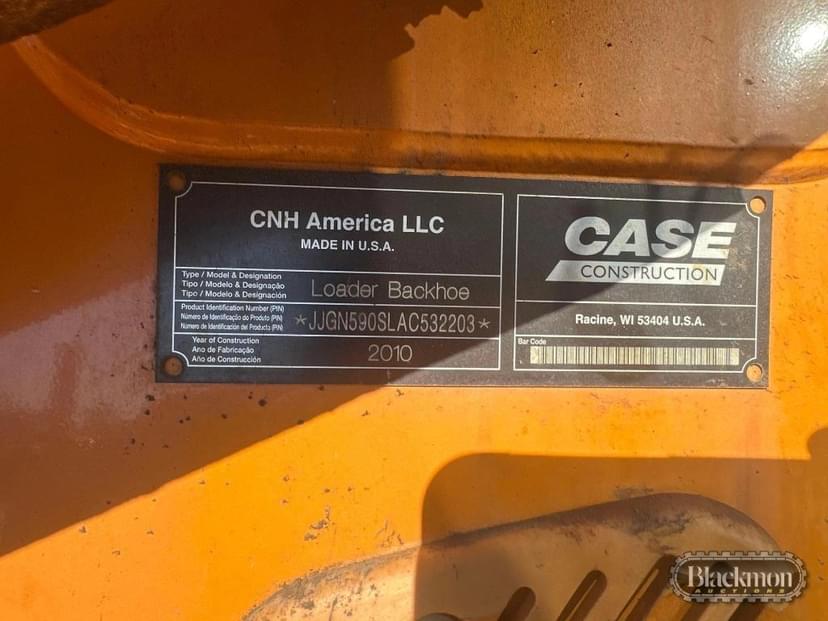 CNH America LLC
MADE IN U.S.A.
Type / Model & Designation
Tipo / Modelo & Designação
Tipo / Modelo & Designación
Loader Backhoe
Product Identification Number (PIN)
Número de Identificação do Produto (PIN)
Número de Identificación del Producto (PIN)
*JJGN590SLAC532203*
Year of Construction
Ano de Fabricação
Año de Construcción
2010
CASE
CONSTRUCTION
Racine, WI 53404 U.S.A.
Bar Code
Blackmon
AUCTIONS